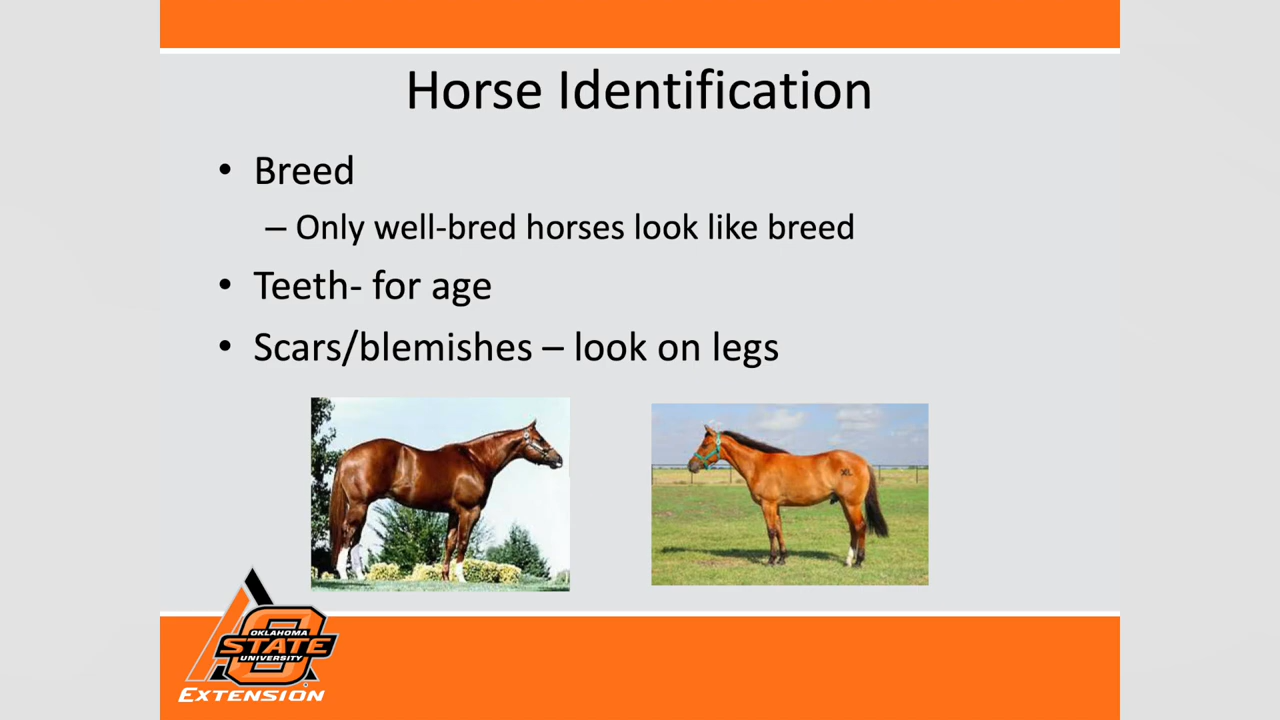 Horse Identification
• Breed
– Only well-bred horses look like breed
• Teeth- for age
• Scars/blemishes – look on legs
XL
OKLAHOMA
STATE
UNIVERSITY
EXTENSION